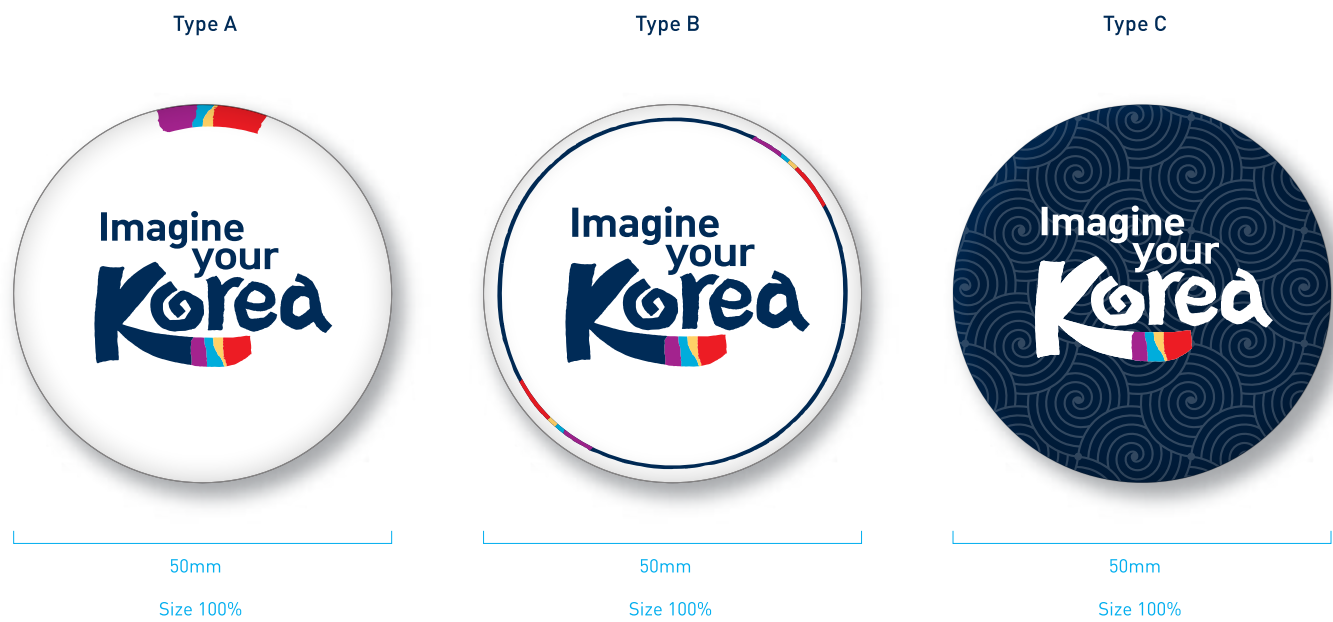 Type A
Type B
Type C
Imagine
your
Korea
Imagine
your
Korea
Imagine
your
Korea
50mm
50mm
50mm
Size 100%
Size 100%
Size 100%